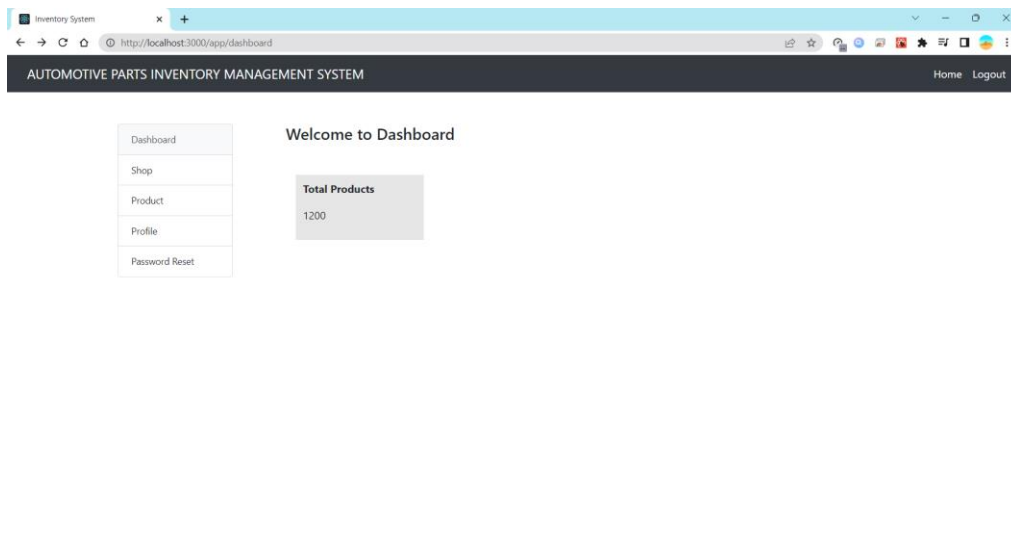 Inventory System
http://localhost:3000/app/dashboard
AUTOMOTIVE PARTS INVENTORY MANAGEMENT SYSTEM
Home Logout
Dashboard
Shop
Product
Profile
Password Reset
Welcome to Dashboard
Total Products
1200